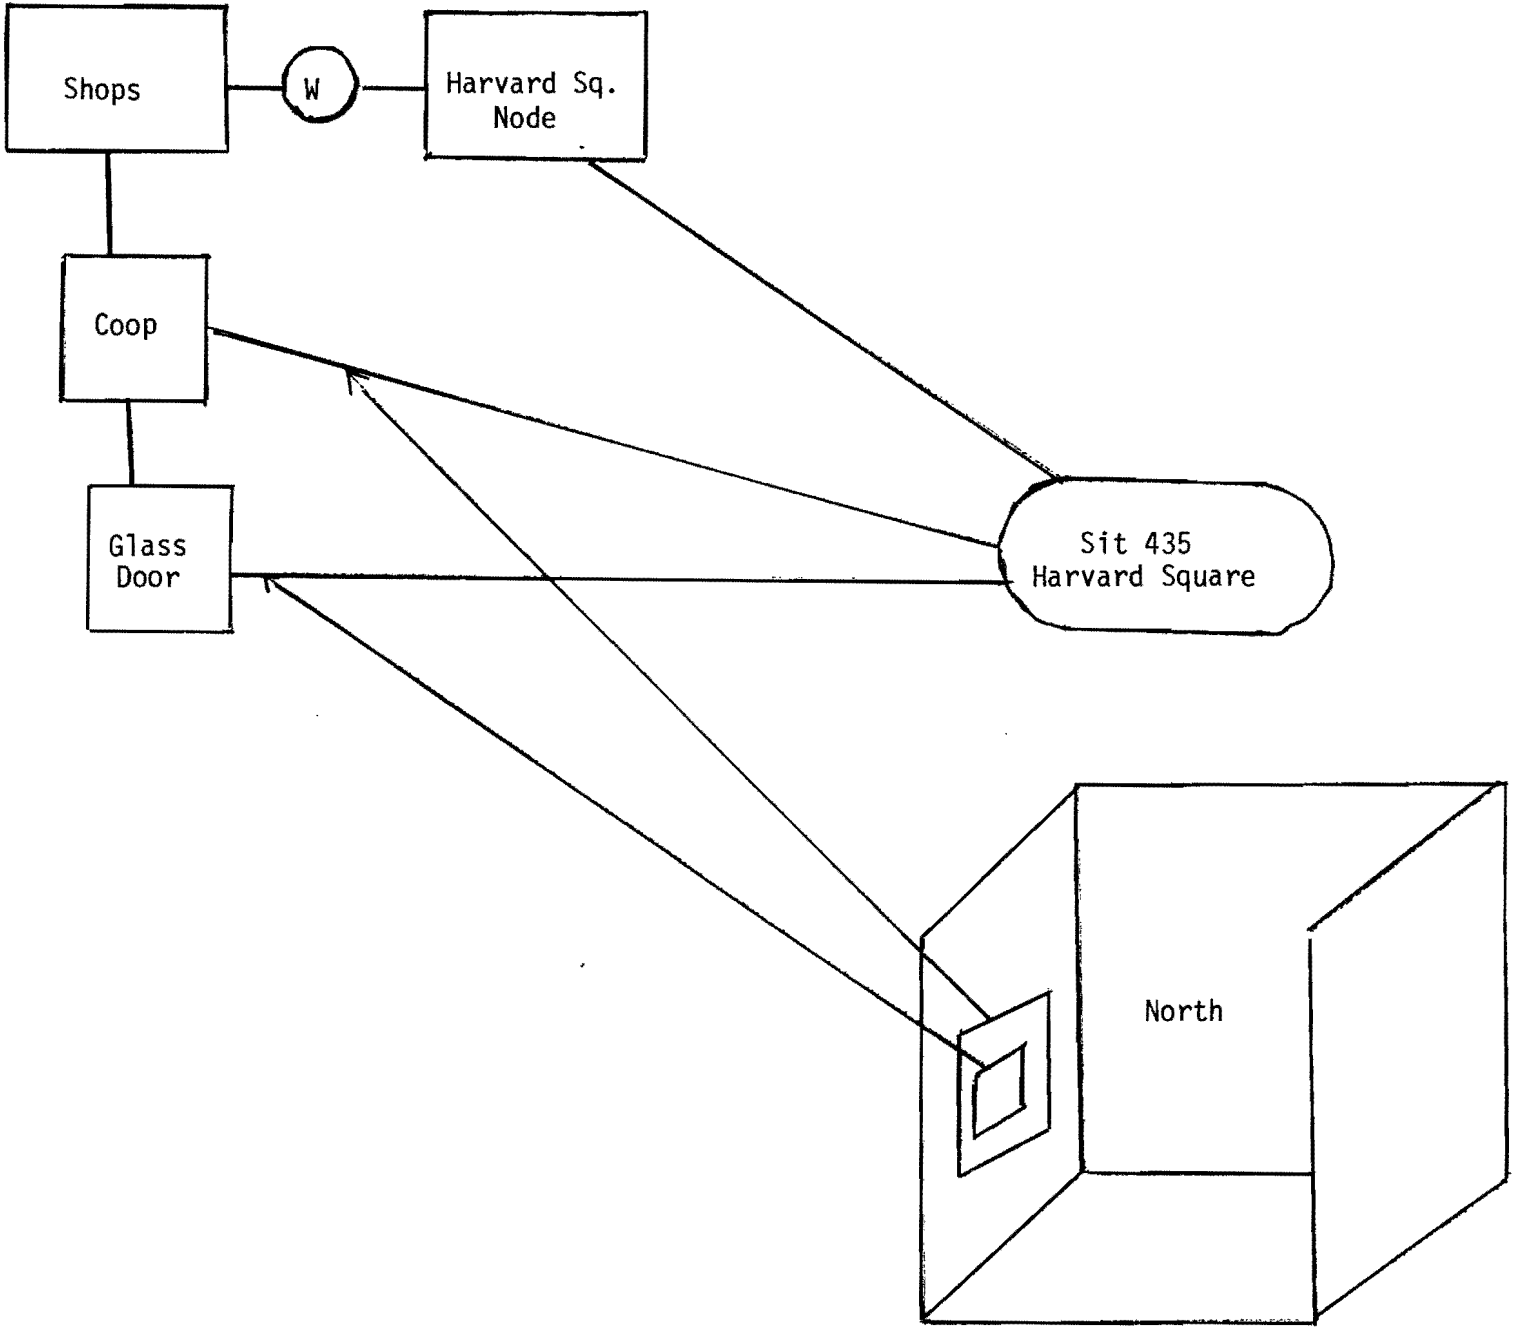 Shops
W
Harvard Sq.
Node
Coop
Glass
Door
Sit 435
Harvard Square
North